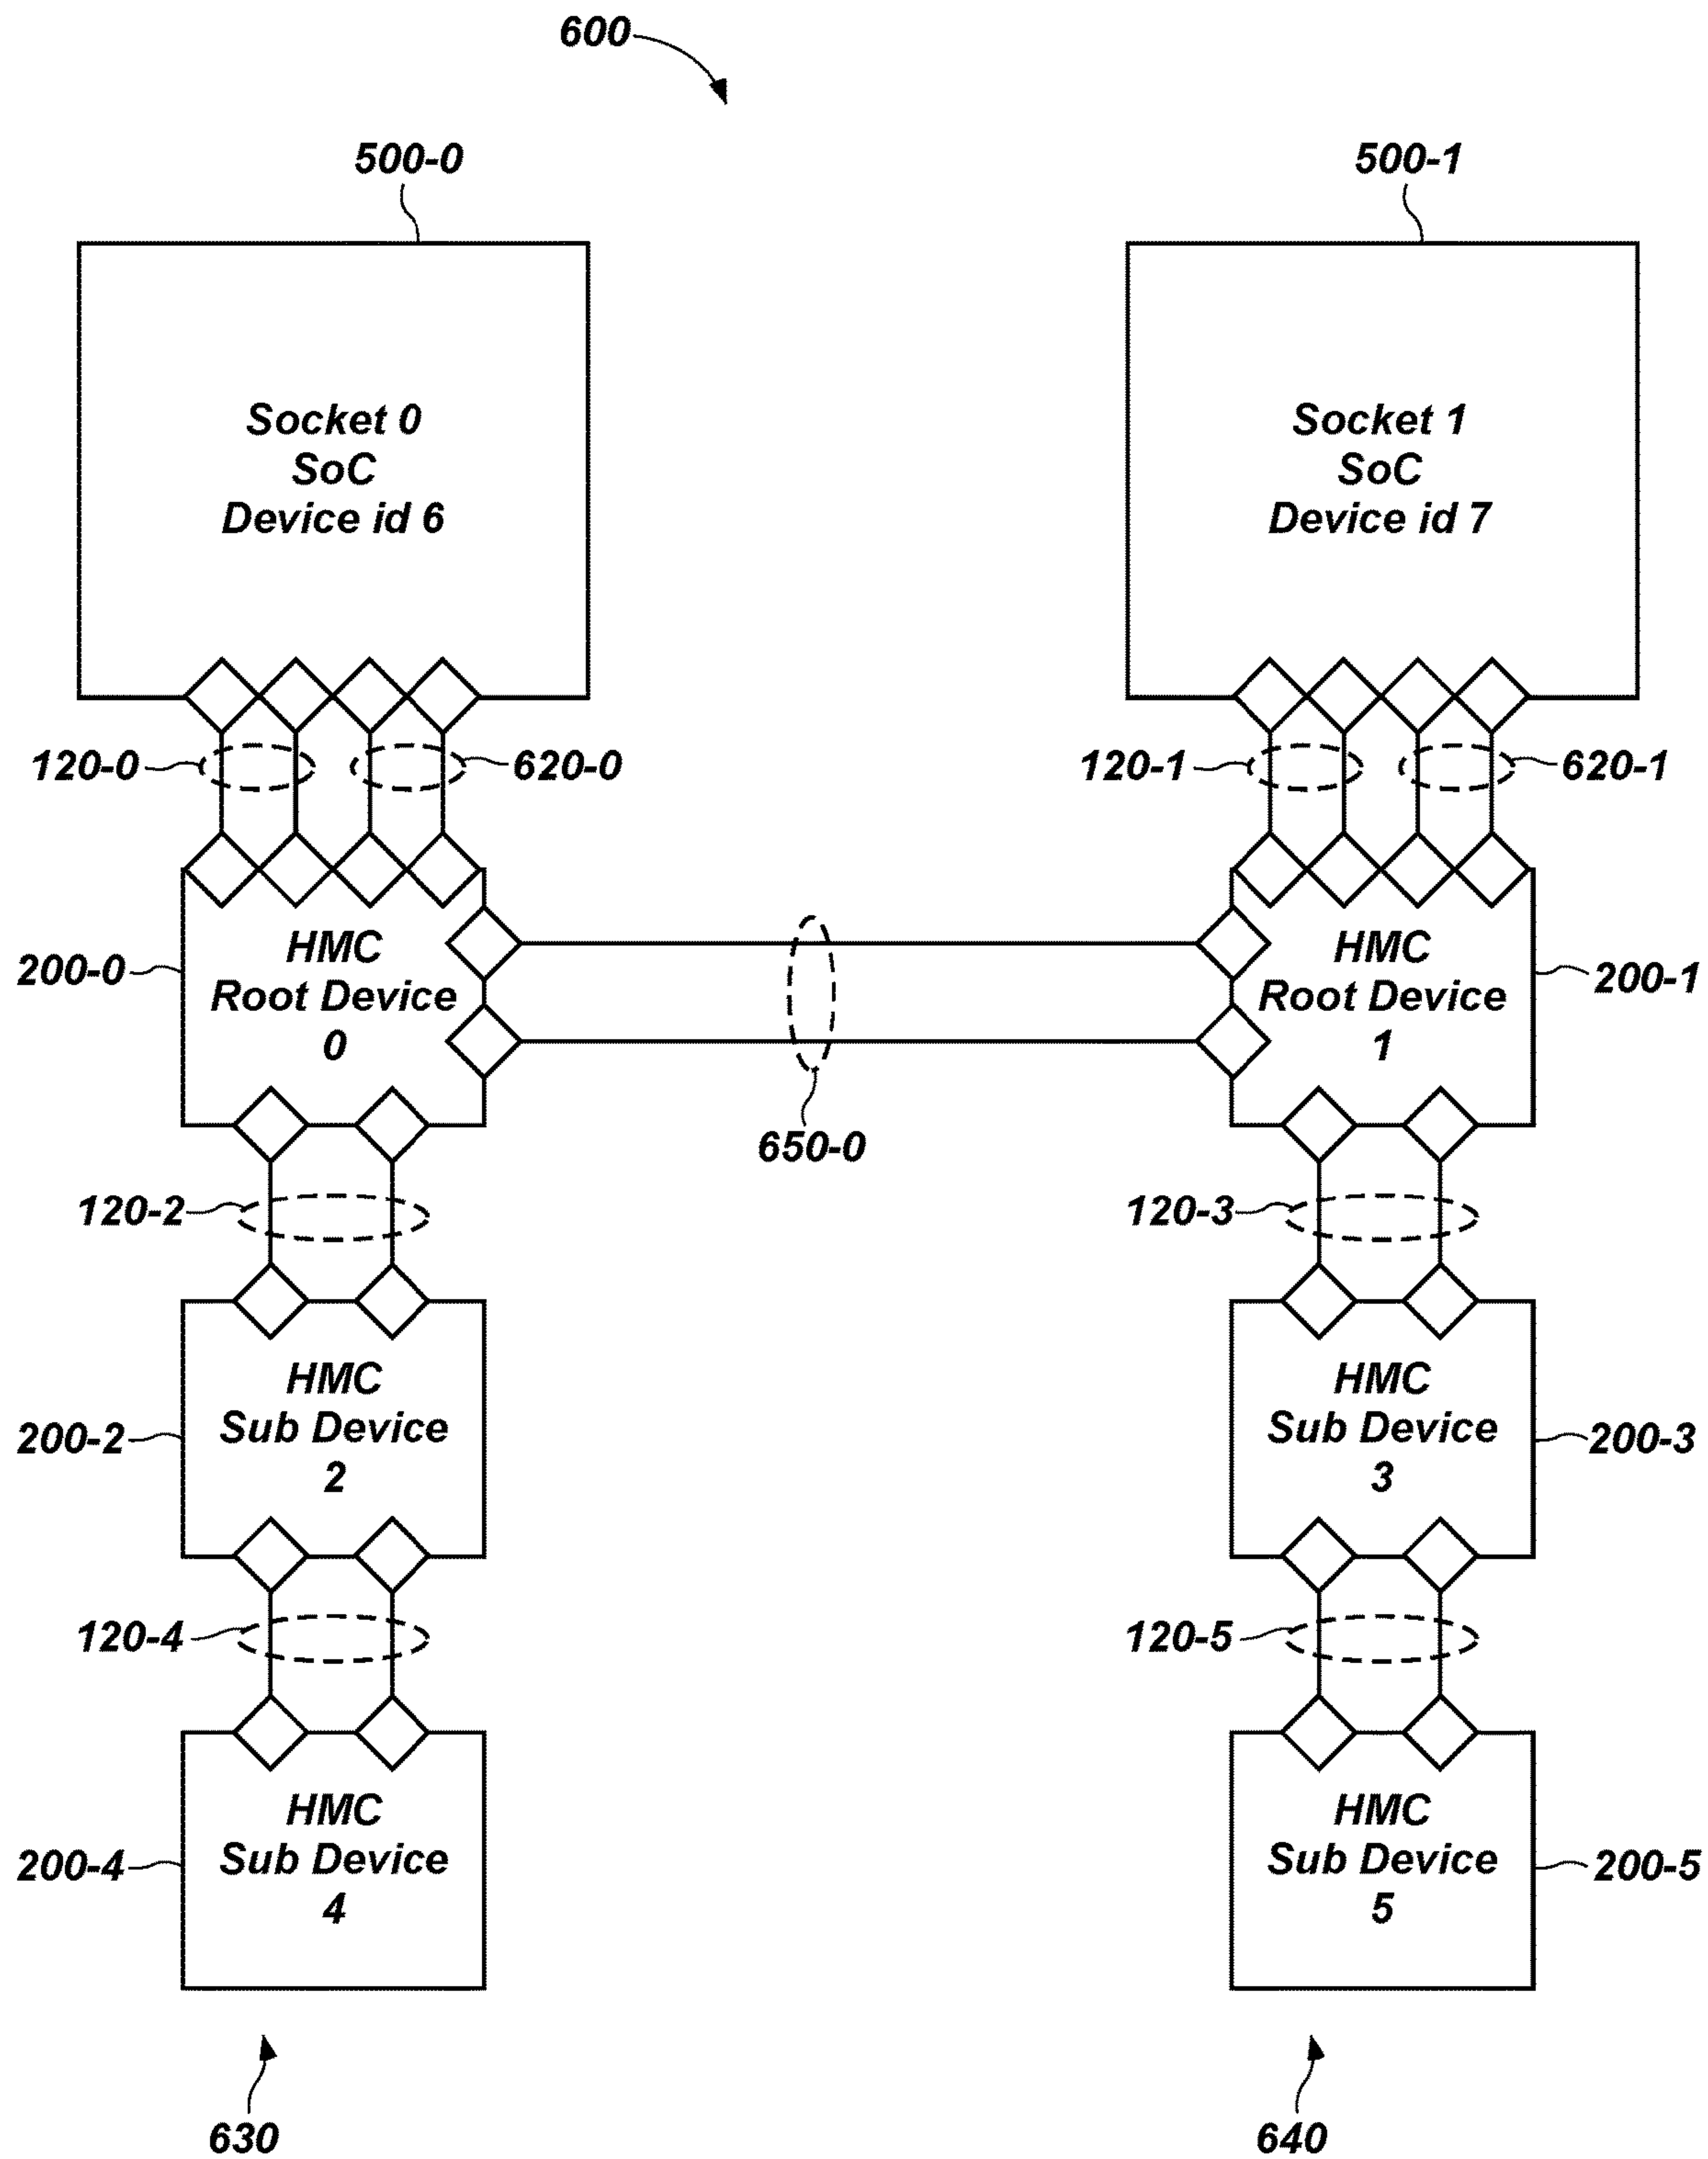 600
500-0
500-1
Socket 0
SoC
Device id 6
Socket 1
SoC
Device id 7
120-0
620-0
120-1
620-1
200-0
HMC
Root Device
0
HMC
Root Device
1
200-1
650-0
120-2
120-3
200-2
HMC
Sub Device
2
HMC
Sub Device
3
200-3
120-4
120-5
200-4
HMC
Sub Device
4
HMC
Sub Device
5
200-5
630
640